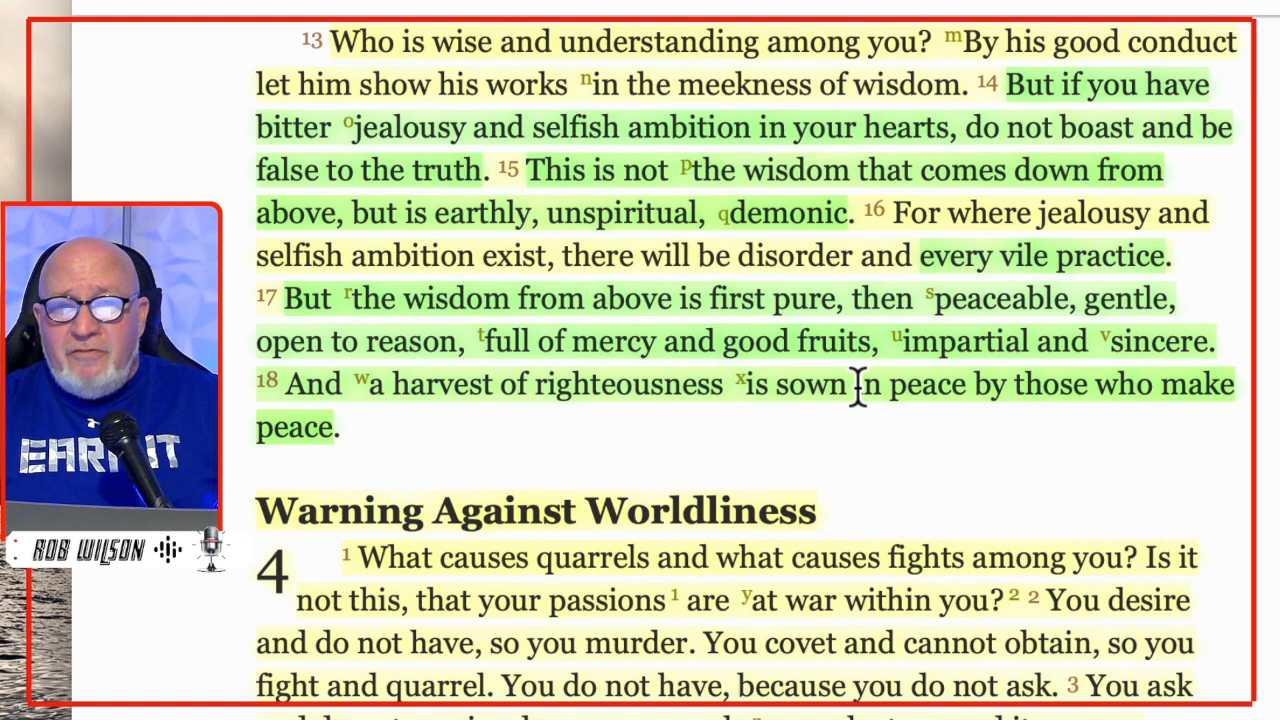 13 Who is wise and understanding among you? mBy his good conduct
let him show his works nin the meekness of wisdom. 14 But if you have
bitter ojealousy and selfish ambition in your hearts, do not boast and be
false to the truth. 15 This is not pthe wisdom that comes down from
above, but is earthly, unspiritual, qdemonic. 16 For where jealousy and
selfish ambition exist, there will be disorder and every vile practice.
17 But rthe wisdom from above is first pure, then speaceable, gentle,
open to reason, tfull of mercy and good fruits, uimpartial and vsincere.
18 And wa harvest of righteousness xis sown in peace by those who make
peace.
Warning Against Worldliness
4 1 What causes quarrels and what causes fights among you? Is it
not this, that your passions 1 are yat war within you? 2 2 You desire
and do not have, so you murder. You covet and cannot obtain, so you
fight and quarrel. You do not have, because you do not ask. 3 You ask
EARN IT
ROB WILSON